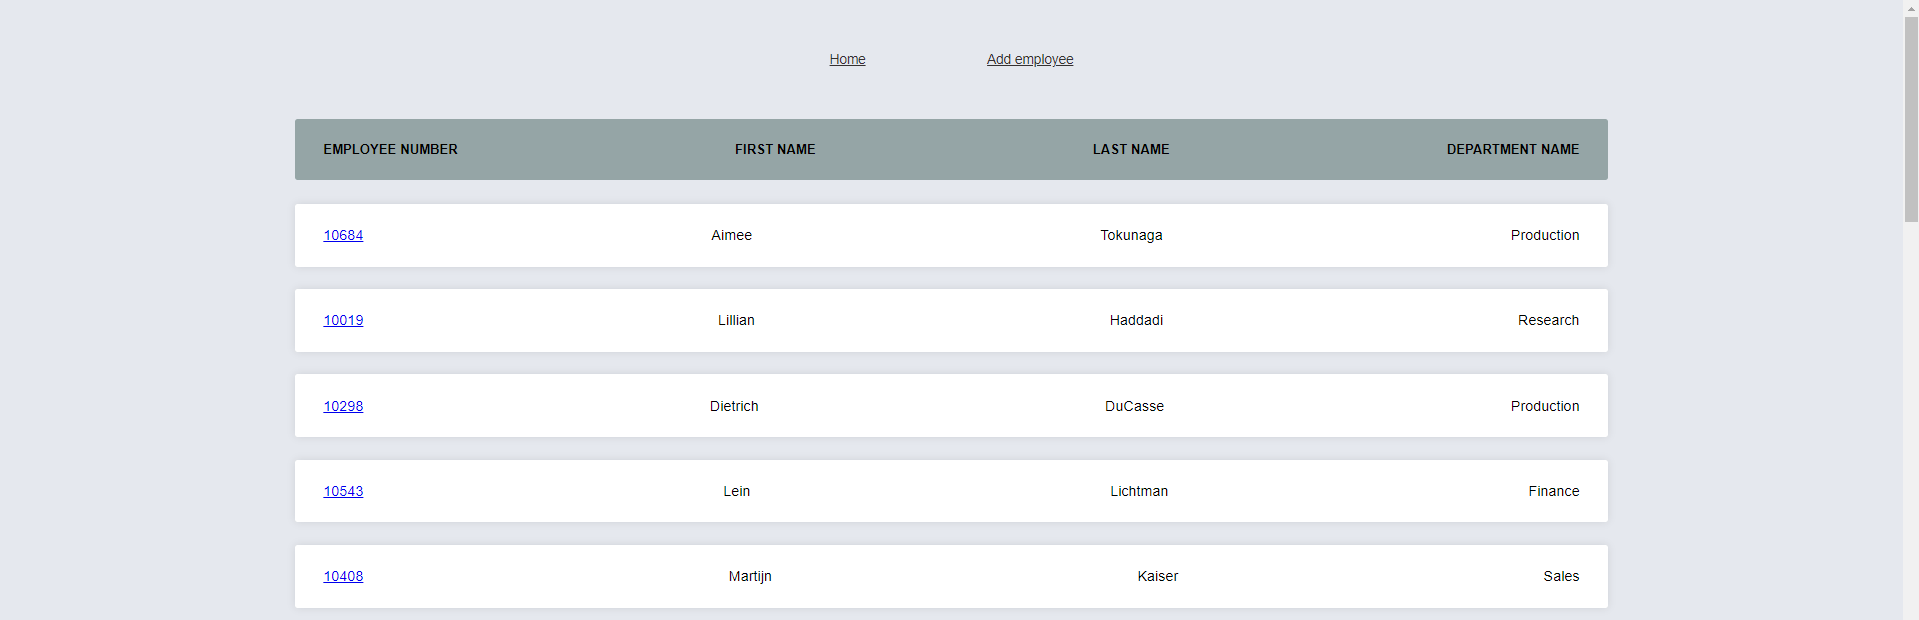 Home Add employee
EMPLOYEE NUMBER FIRST NAME LAST NAME DEPARTMENT NAME
10684 Aimee Tokunaga Production
10019 Lillian Haddadi Research
10298 Dietrich DuCasse Production
10543 Lein Lichtman Finance
10408 Martijn Kaiser Sales